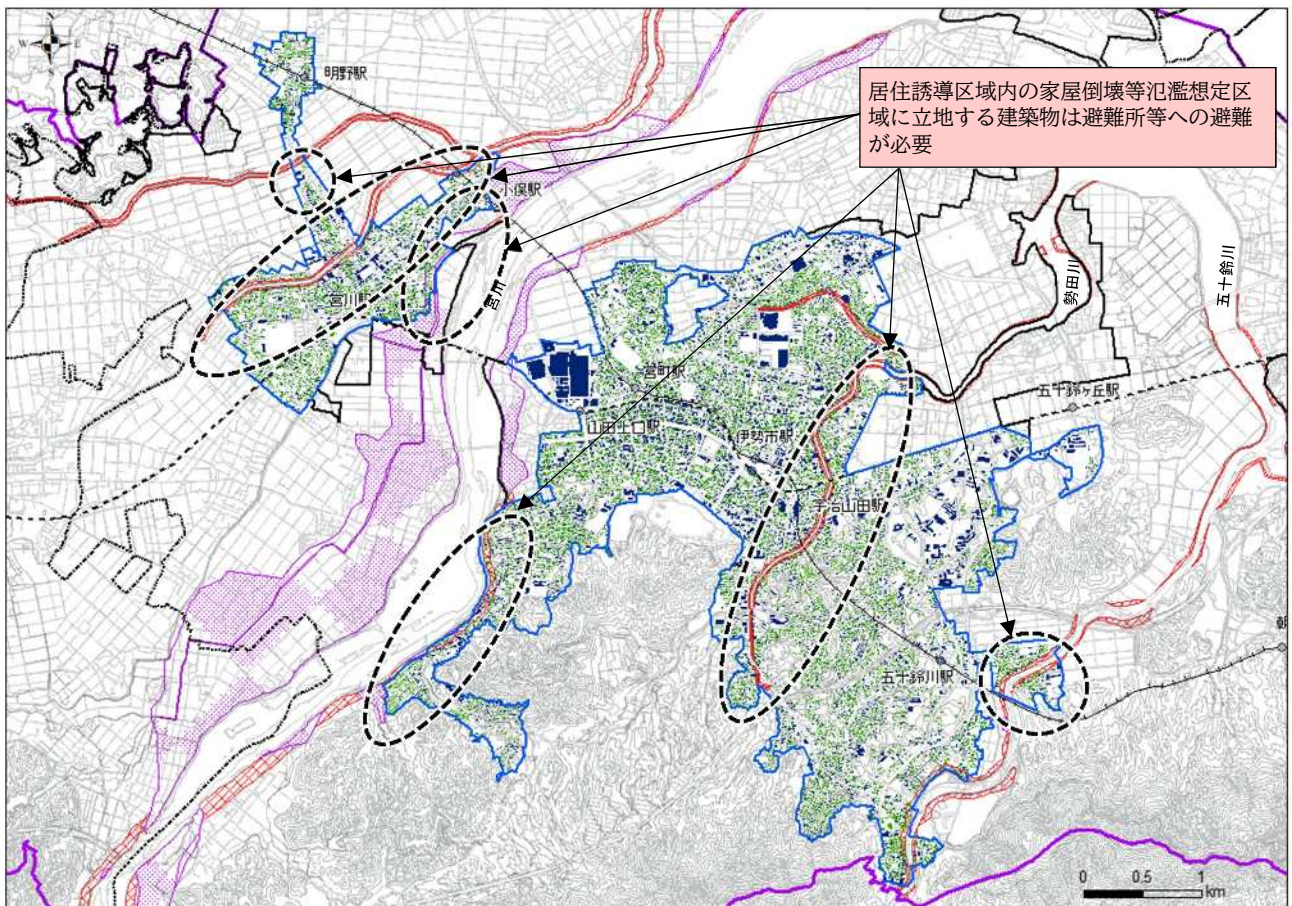 W E
明野駅
居住誘導区域内の家屋倒壊等氾濫想定区
域に立地する建築物は避難所等への避難
が必要
小俣駅
宮川
勢田川
五十鈴川
宮川駅
宮町駅
五十鈴ヶ丘駅
山田上口駅
伊勢市駅
宇治山田駅
五十鈴川駅
朝
0 0.5 1
km